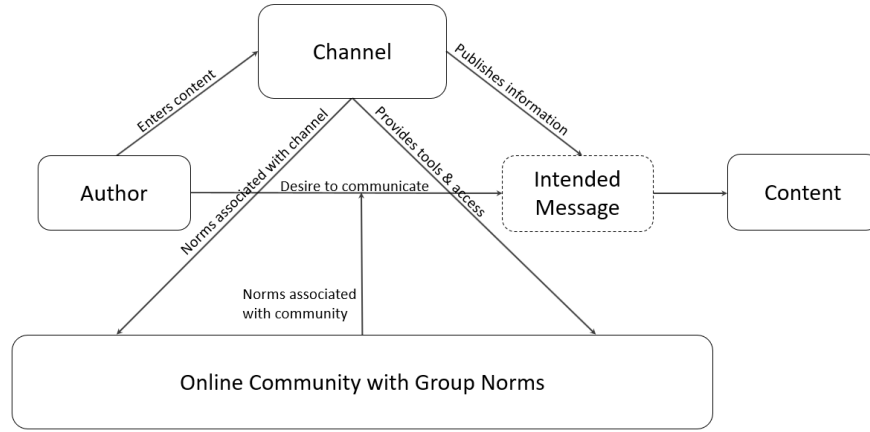 Channel
Enters content
Publishes information
Norms associated with channel
Provides tools & access
Author
Desire to communicate
Intended
Message
Content
Norms associated
with community
Online Community with Group Norms